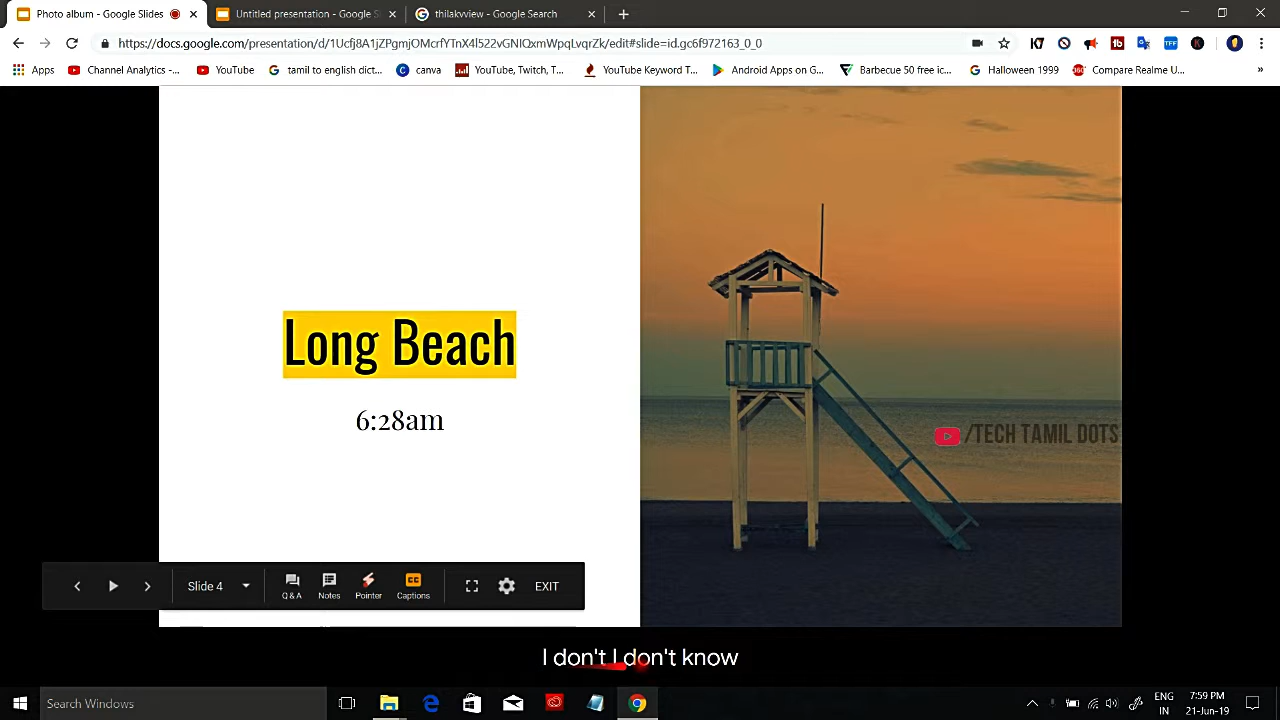 Photo album - Google Slides
Untitled presentation - Google S
thilakvview - Google Search
https://docs.google.com/presentation/d/1Ucfj8A1jZPgmjOMcrfYTnX4l522vGNIQxmWpqLvqrZk/edit#slide=id.gc6f972163_0_0
Apps
Channel Analytics -...
YouTube
tamil to english dict...
canva
YouTube, Twitch, T...
YouTube Keyword T...
Android Apps on G...
Barbecue 50 free ic...
Halloween 1999
Compare Realme U...
»
Long Beach
6:28am
/TECH TAMIL DOTS
Slide 4
Q & A
Notes
Pointer
CC
Captions
EXIT
I don't I don't know
Search Windows
ENG
IN
7:59 PM
21-Jun-19